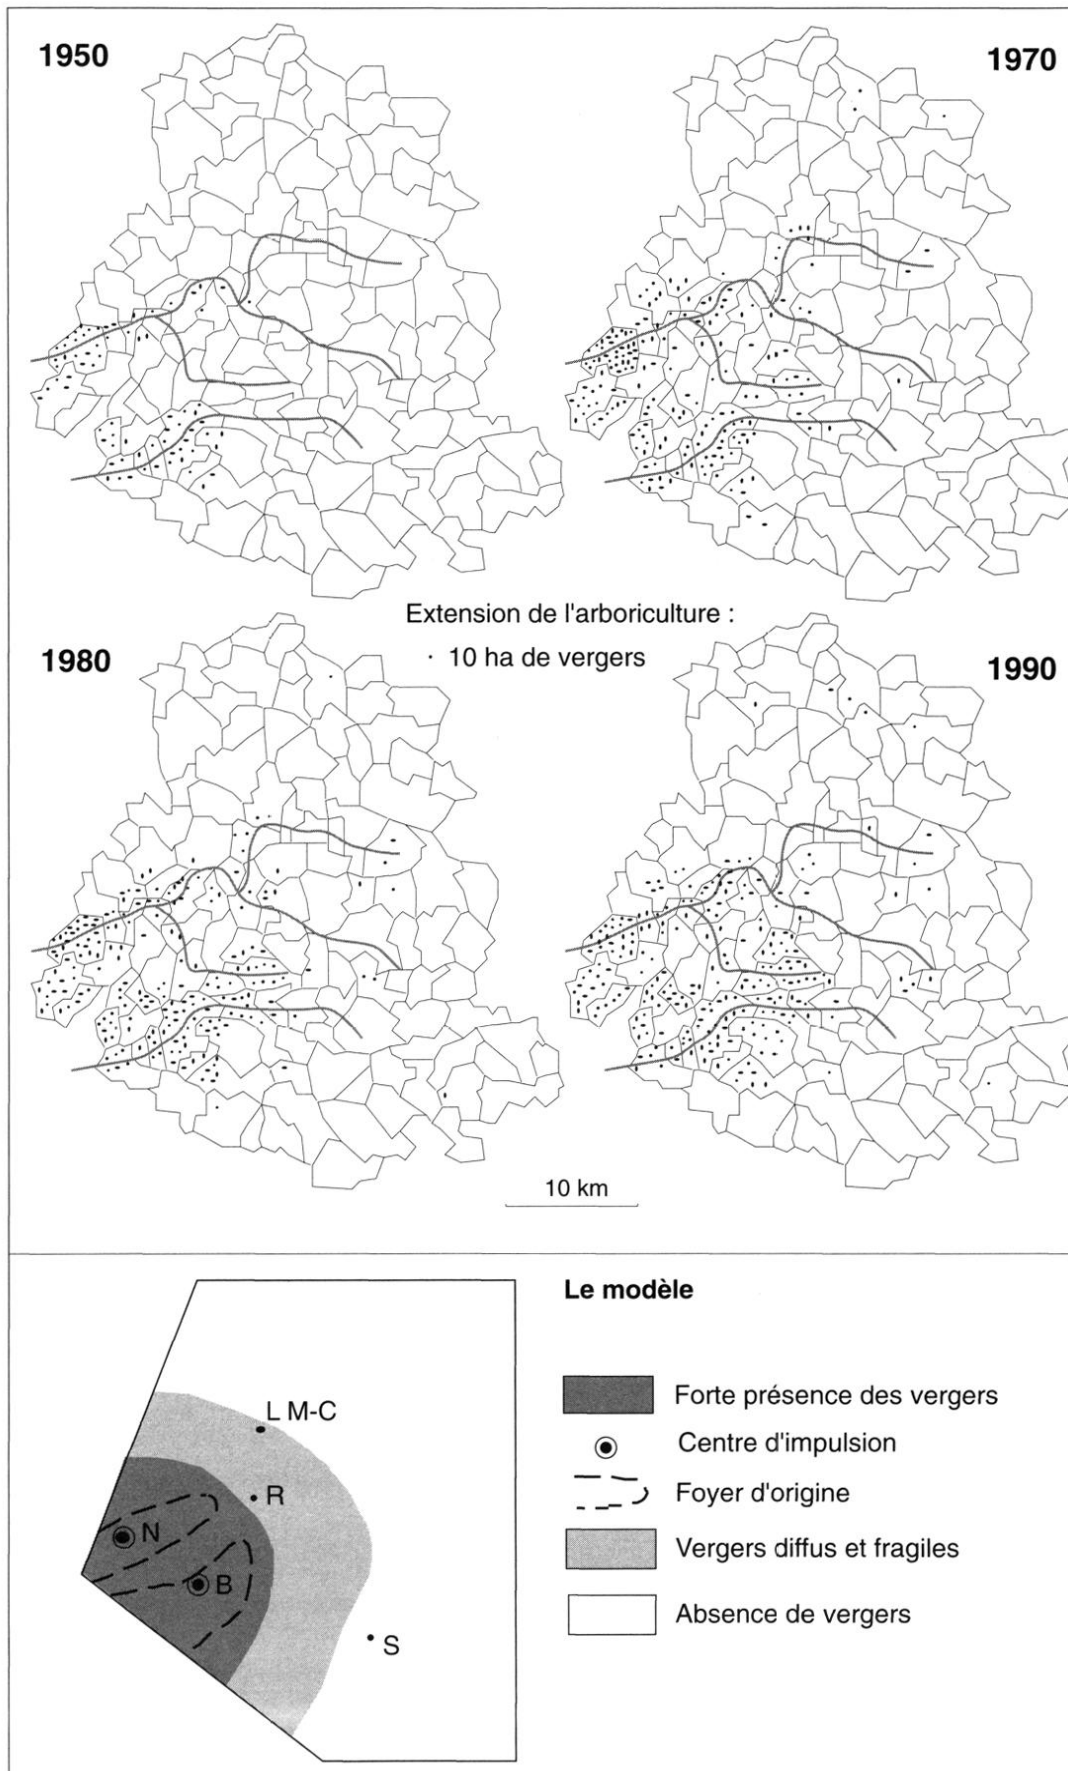 1950
1970
Extension de l'arboriculture :
· 10 ha de vergers
1980
1990
10 km
Le modèle
L M-C
R
N
B
S
Forte présence des vergers
Centre d'impulsion
Foyer d'origine
Vergers diffus et fragiles
Absence de vergers